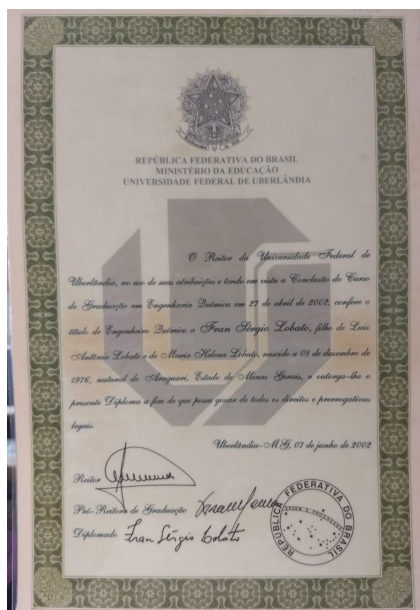 REPÚBLICA FEDERATIVA DO BRASIL
MINISTÉRIO DA EDUCAÇÃO
UNIVERSIDADE FEDERAL DE UBERLÂNDIA
O Reitor da Universidade Federal de
Uberlândia, no uso de suas atribuições e tendo em vista a Conclusão do Curso
de Graduação em Engenharia Química em 27 de abril de 2002, confere o
título de Engenheiro Químico a Fran Sérgio Lobato, filho de Luis
Antônio Lobato e de Maria Helena Lobato, nascido a 08 de dezembro de
1976, natural de Araguari, Estado de Minas Gerais, e outorga-lhe o
presente Diploma a fim de que possa gozar de todos os direitos e prerrogativas
legais.
Uberlândia-MG, 07 de junho de 2002
Reitor
Pró-Reitora de Graduação
Diplomado Fran Sérgio Lobato
REPÚBLICA FEDERATIVA DO BRASIL